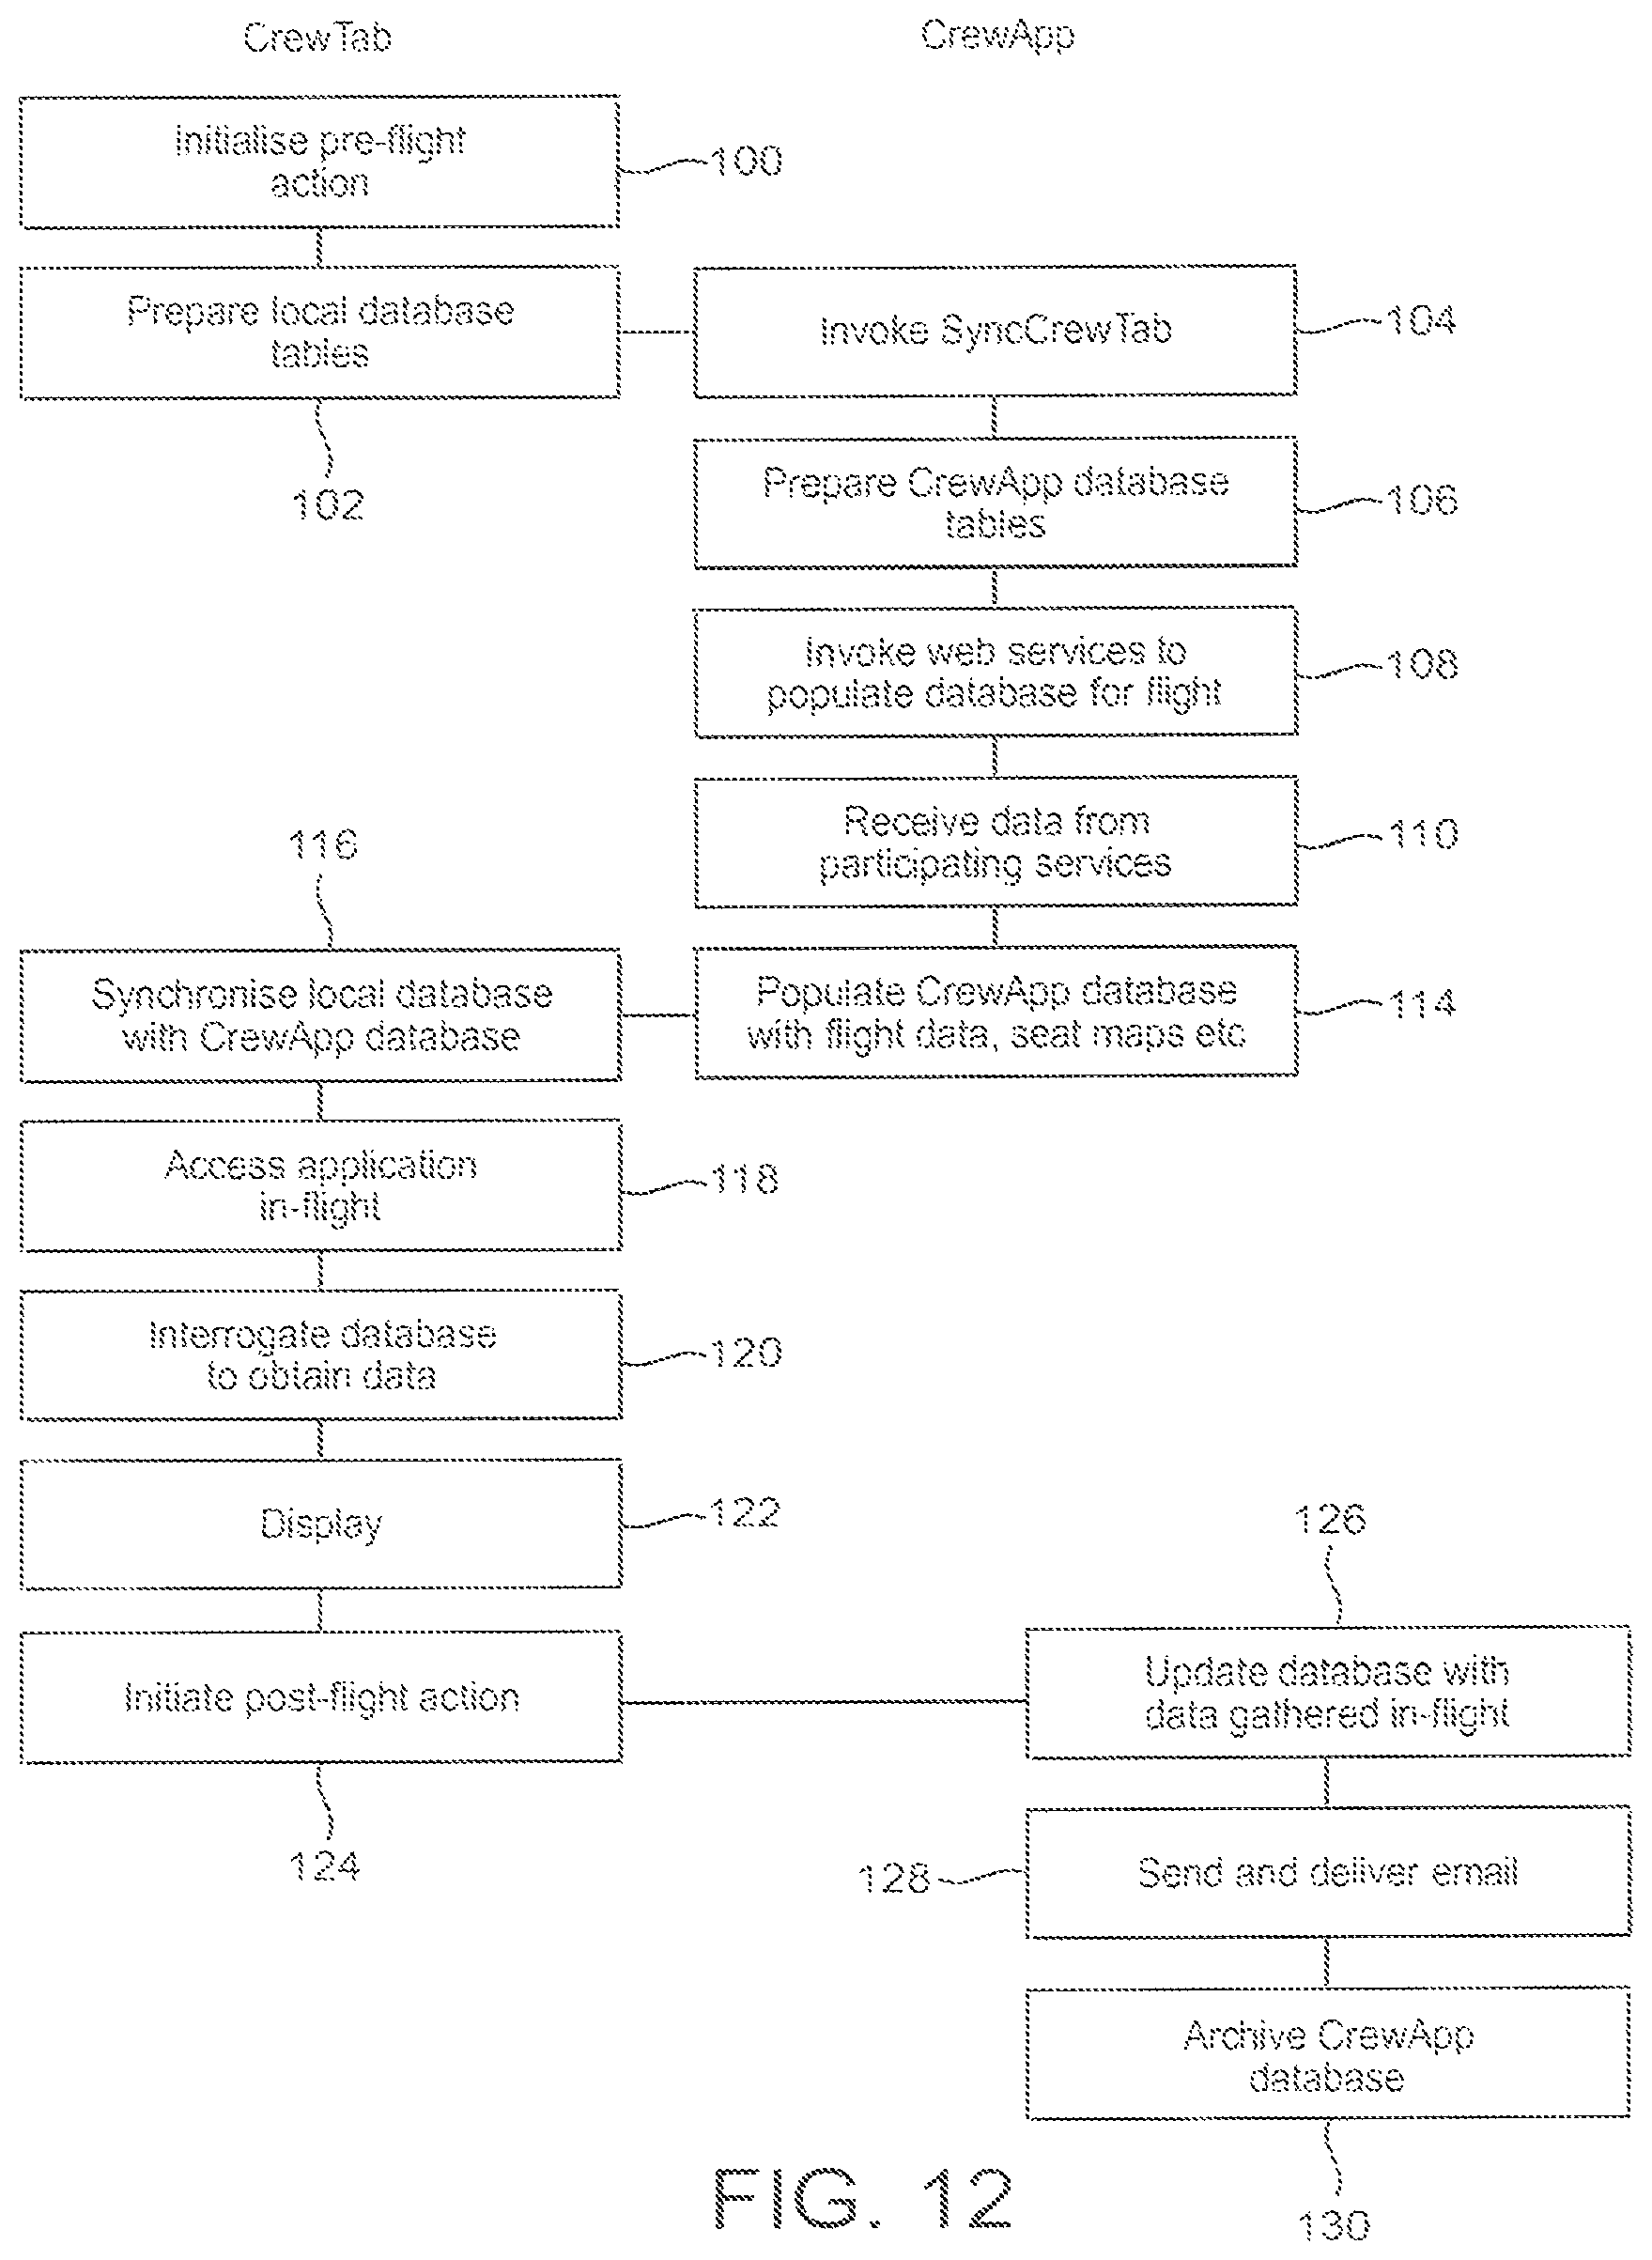 CrewTab
CrewApp
Initialise pre-flight
action
100
Prepare local database
tables
102
Invoke SyncCrewTab
104
Prepare CrewApp database
tables
106
Invoke web services to
populate database for flight
108
Receive data from
participating services
110
116
Synchronise local database
with CrewApp database
Populate CrewApp database
with flight data, seat maps etc
114
Access application
in-flight
118
Interrogate database
to obtain data
120
Display
122
Initiate post-flight action
124
126
Update database with
data gathered in-flight
128
Send and deliver email
Archive CrewApp
database
130
FIG. 12